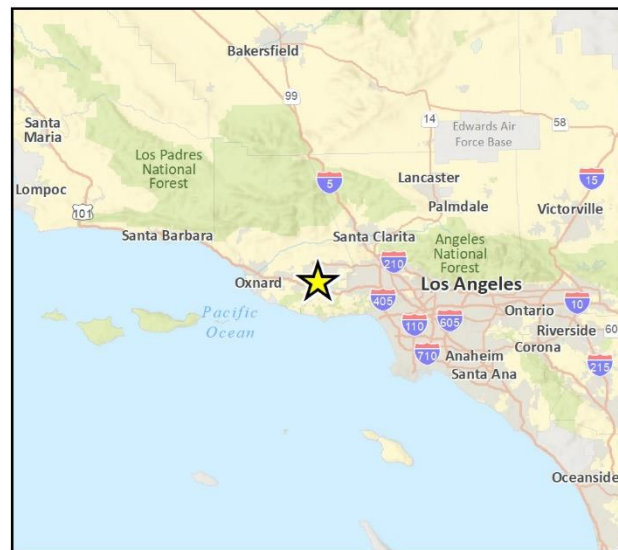 Bakersfield
99
Santa
Maria
14
58
Edwards Air
Force Base
Los Padres
National
Forest
5
Lancaster
15
Lompoc
Palmdale
Victorville
101
Santa Barbara
Santa Clarita
Angeles
National
Forest
210
Oxnard
Los Angeles
405
10
Ontario
Pacific
Ocean
110
605
Riverside
60
Corona
710
Anaheim
Santa Ana
215
Oceanside